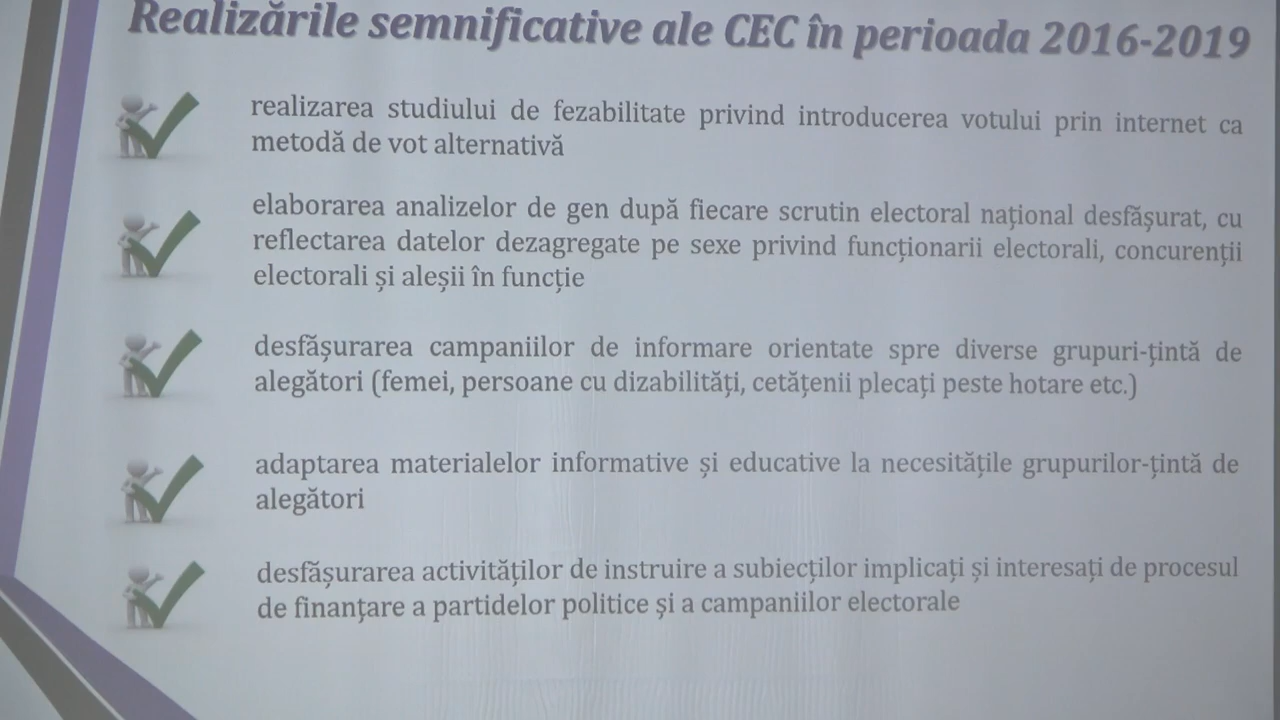 Realizările semnificative ale CEC în perioada 2016-2019
realizarea studiului de fezabilitate privind introducerea votului prin internet ca
metodă de vot alternativă
elaborarea analizelor de gen după fiecare scrutin electoral național desfășurat, cu
reflectarea datelor dezagregate pe sexe privind funcționarii electorali, concurenții
electorali și aleșii în funcție
desfășurarea campaniilor de informare orientate spre diverse grupuri-țintă de
alegători (femei, persoane cu dizabilități, cetățenii plecați peste hotare etc.)
adaptarea materialelor informative și educative la necesitățile grupurilor-țintă de
alegători
desfășurarea activităților de instruire a subiecților implicați și interesați de procesul
de finanțare a partidelor politice și a campaniilor electorale